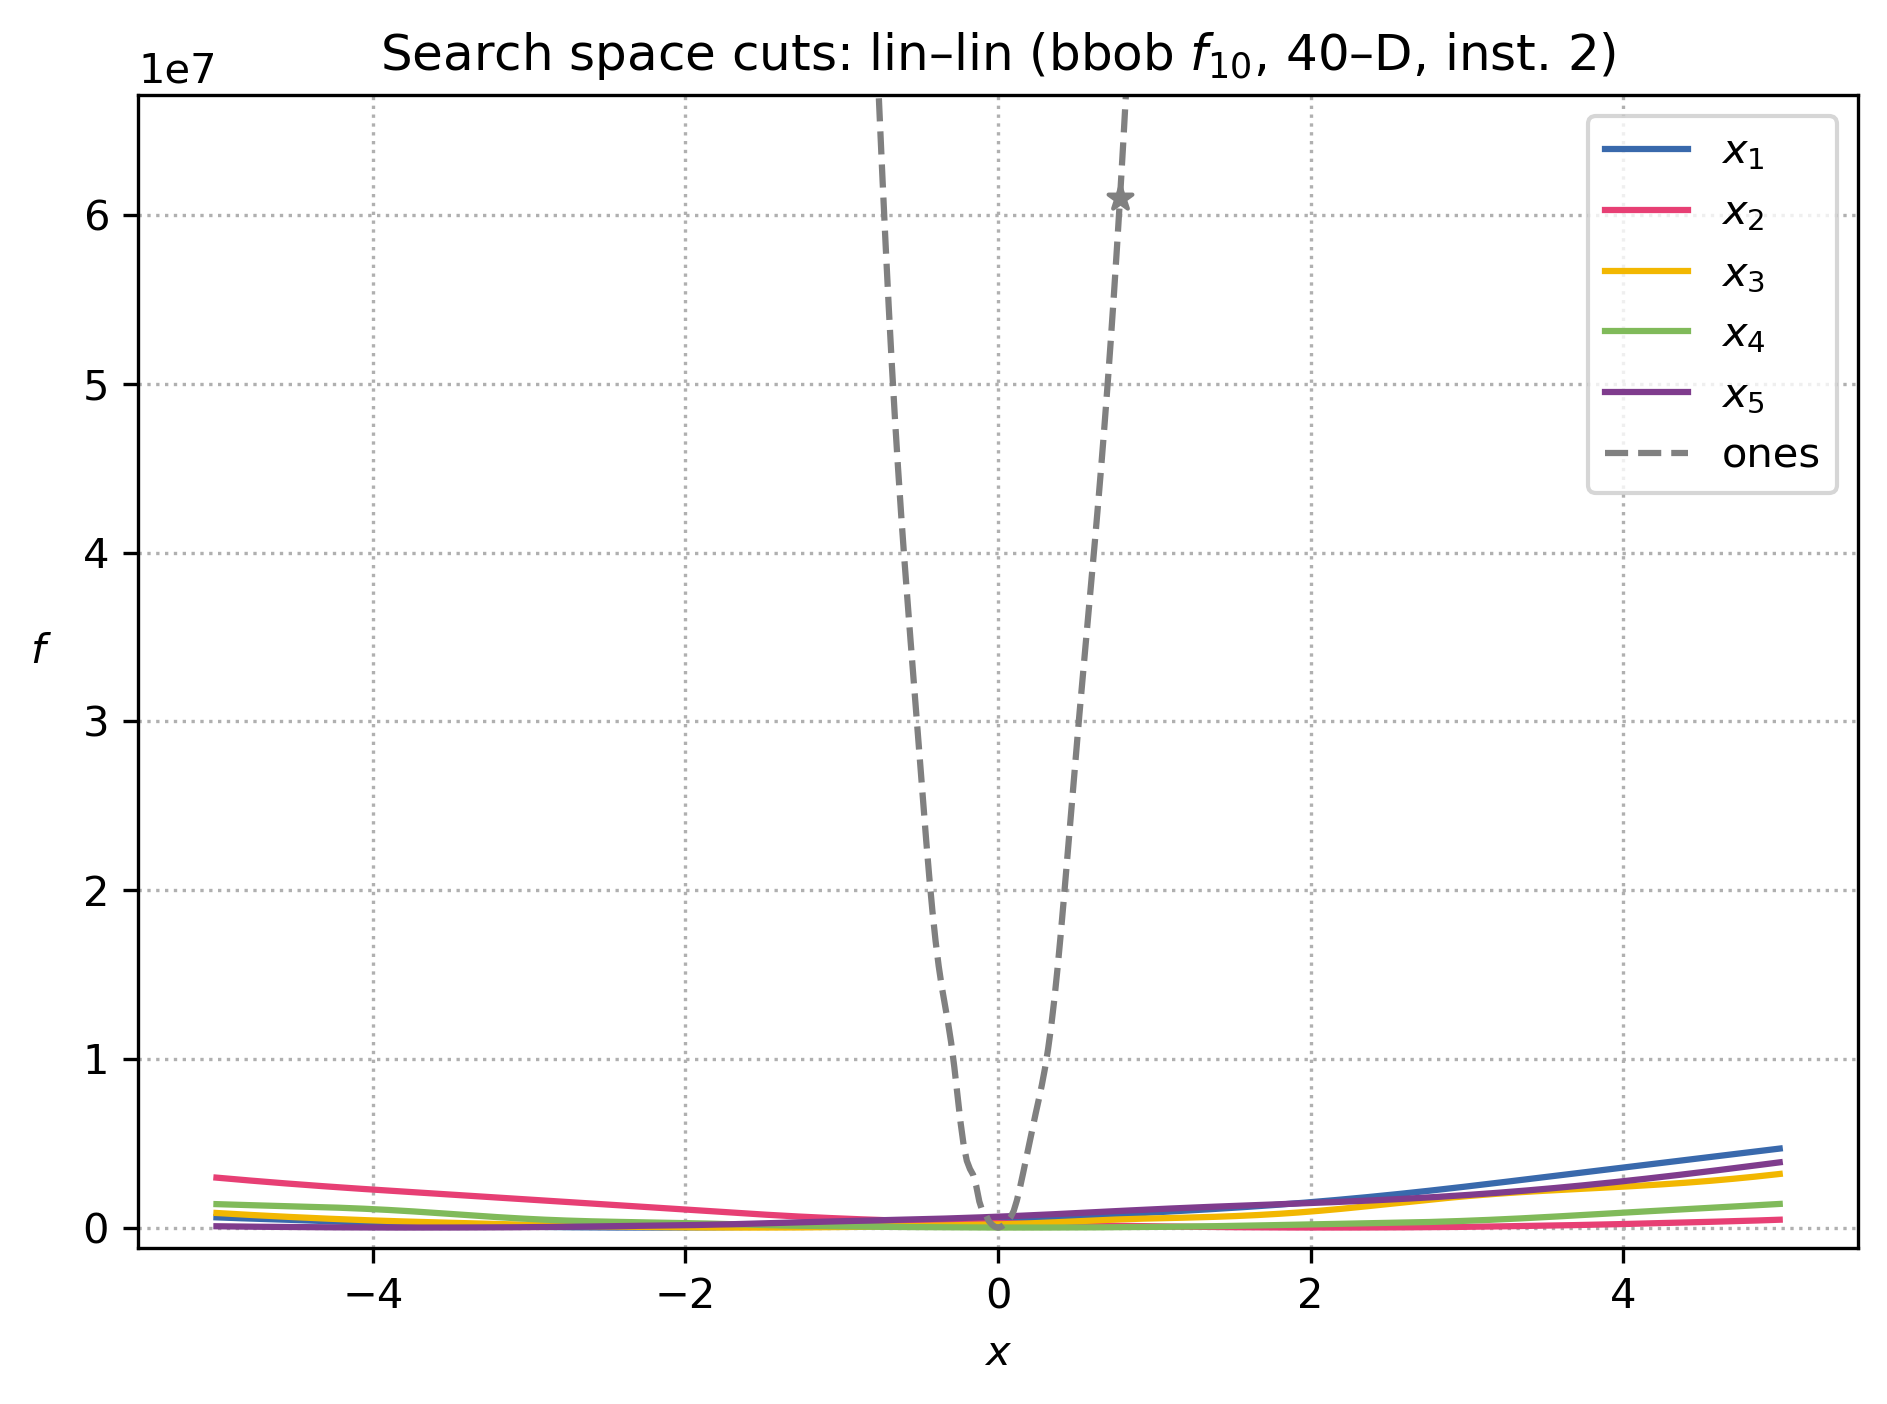 Search space cuts: lin–lin (bbob f₁₀, 40–D, inst. 2)
1e7
6
5
4
3
2
1
0
f
−4 −2 0 2 4
x
x₁
x₂
x₃
x₄
x₅
ones